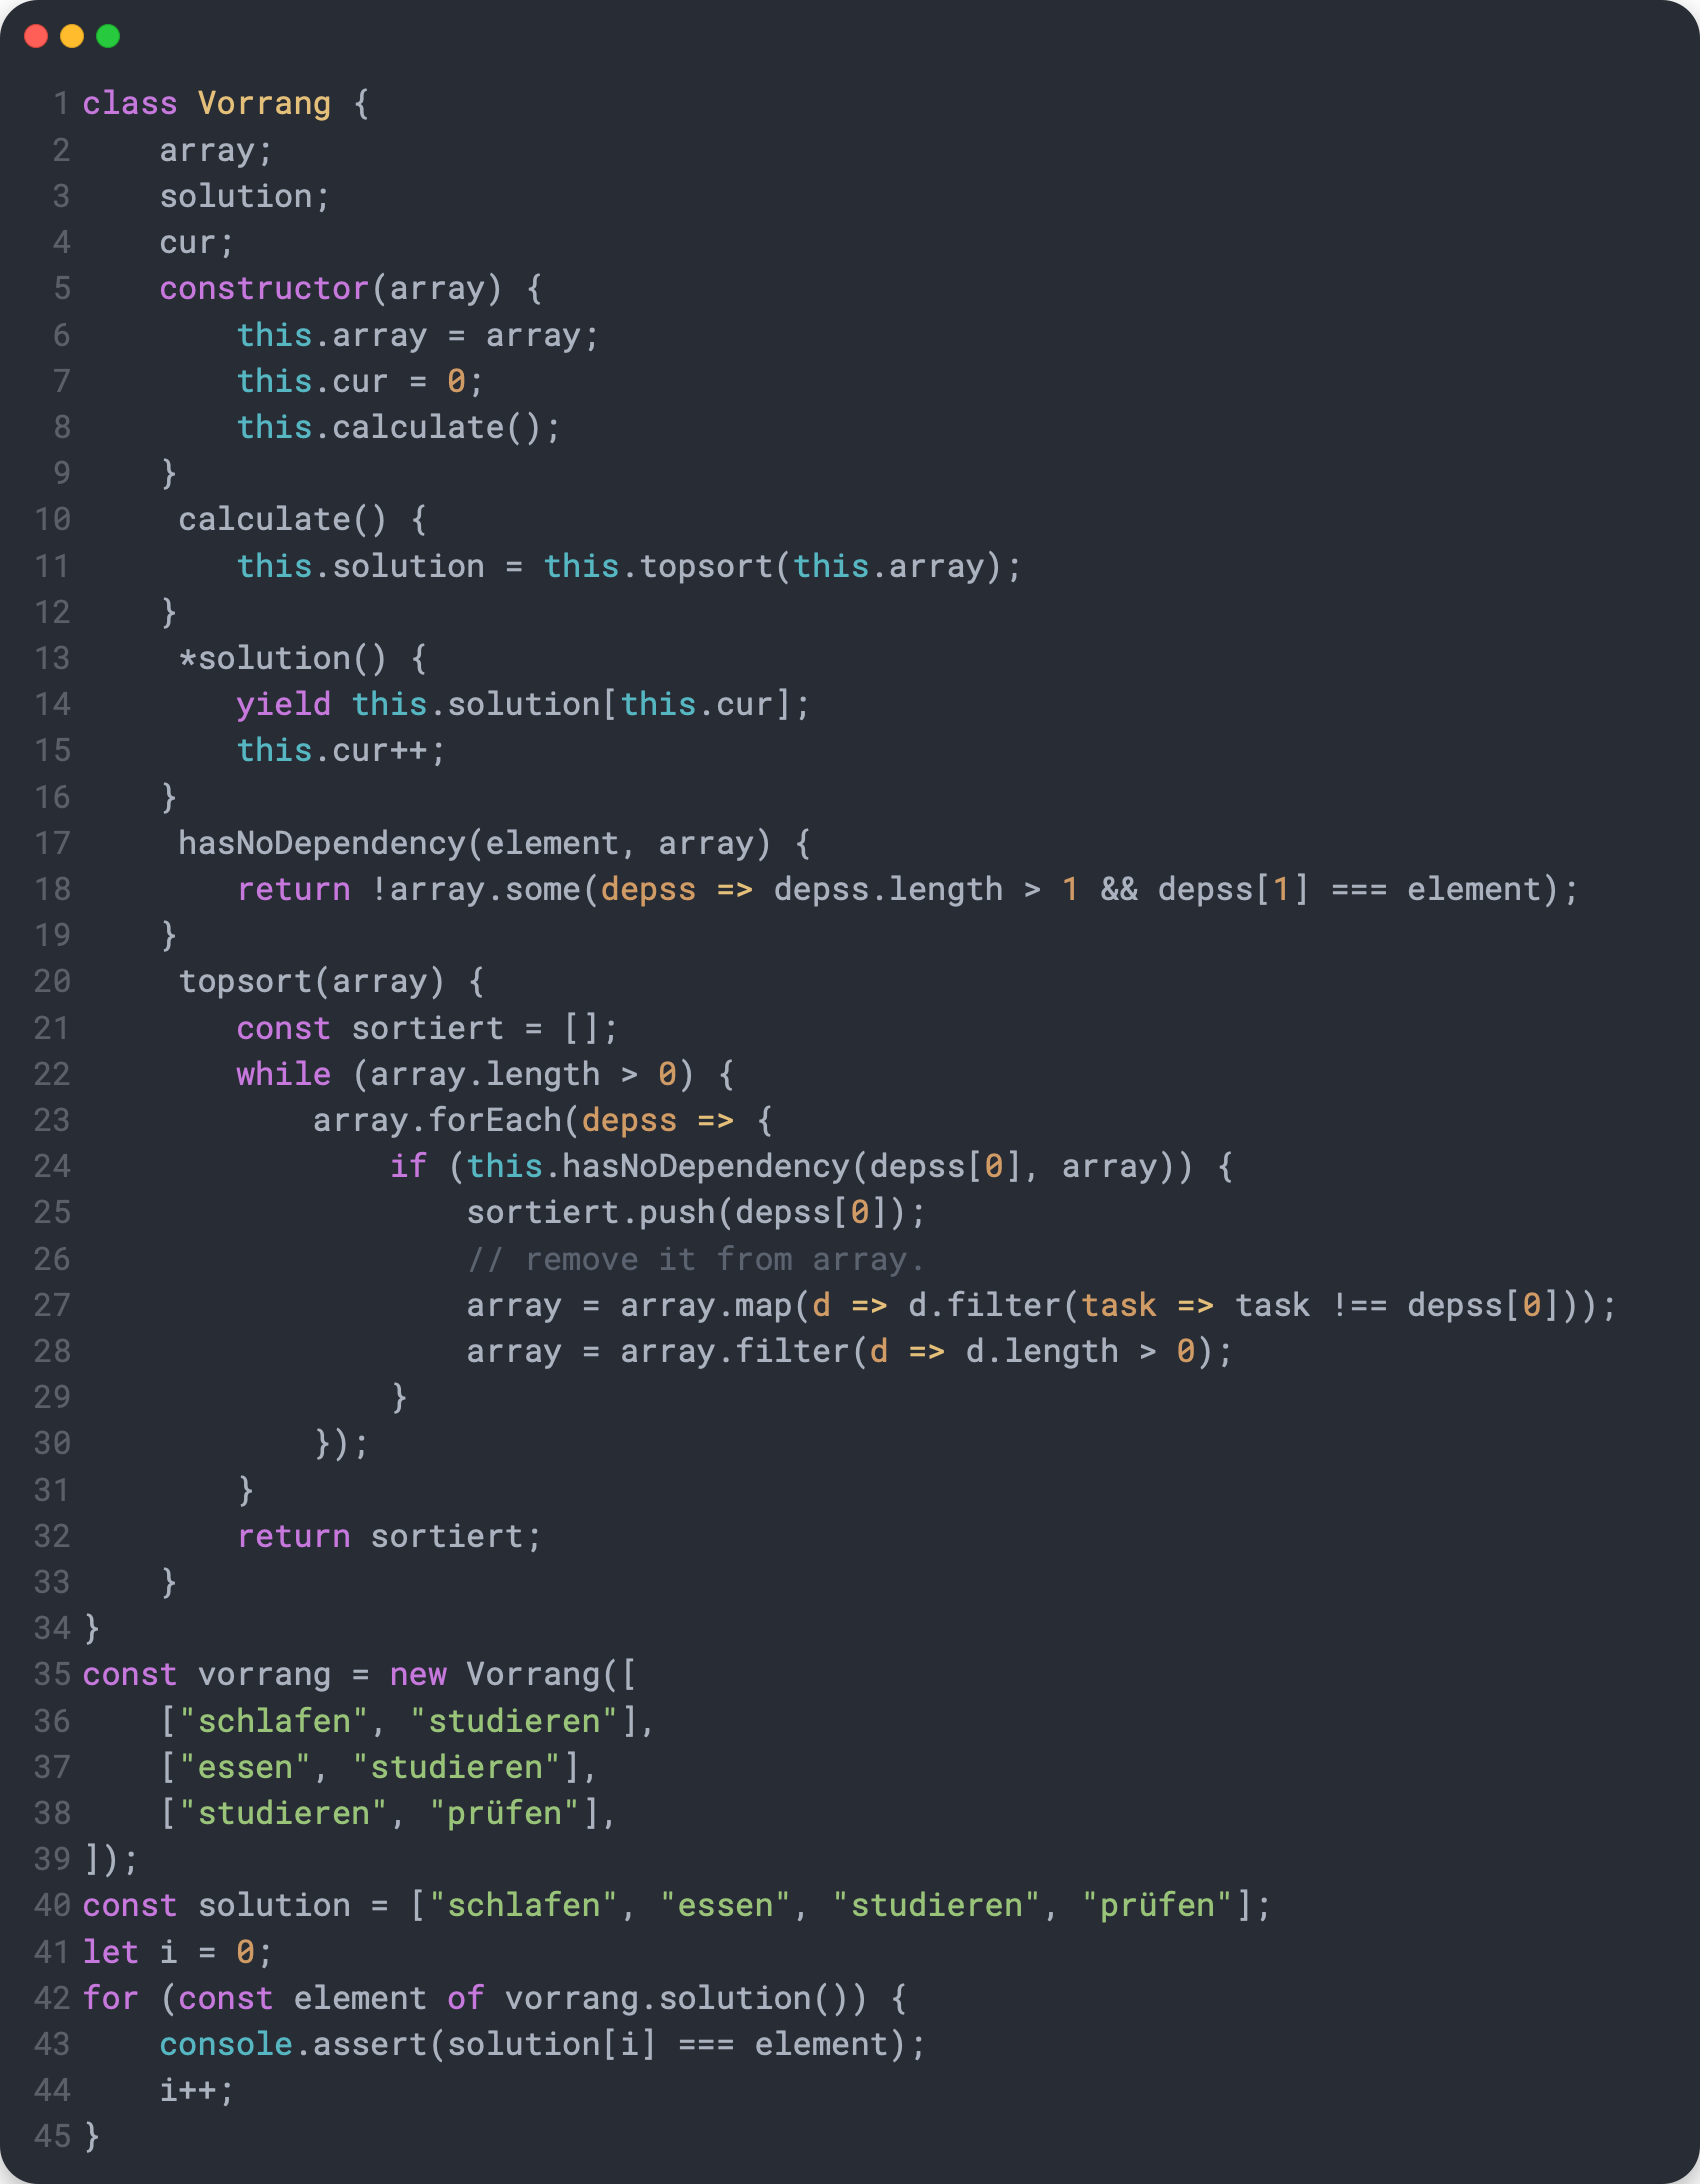 1 class Vorrang {
2     array;
3     solution;
4     cur;
5     constructor(array) {
6         this.array = array;
7         this.cur = 0;
8         this.calculate();
9     }
10      calculate() {
11         this.solution = this.topsort(this.array);
12     }
13      *solution() {
14         yield this.solution[this.cur];
15         this.cur++;
16     }
17      hasNoDependency(element, array) {
18         return !array.some(depss => depss.length > 1 && depss[1] === element);
19     }
20      topsort(array) {
21         const sortiert = [];
22         while (array.length > 0) {
23             array.forEach(depss => {
24                 if (this.hasNoDependency(depss[0], array)) {
25                     sortiert.push(depss[0]);
26                     // remove it from array.
27                     array = array.map(d => d.filter(task => task !== depss[0]));
28                     array = array.filter(d => d.length > 0);
29                 }
30             });
31         }
32         return sortiert;
33     }
34 }
35 const vorrang = new Vorrang([
36     ["schlafen", "studieren"],
37     ["essen", "studieren"],
38     ["studieren", "prüfen"],
39 ]);
40 const solution = ["schlafen", "essen", "studieren", "prüfen"];
41 let i = 0;
42 for (const element of vorrang.solution()) {
43     console.assert(solution[i] === element);
44     i++;
45 }